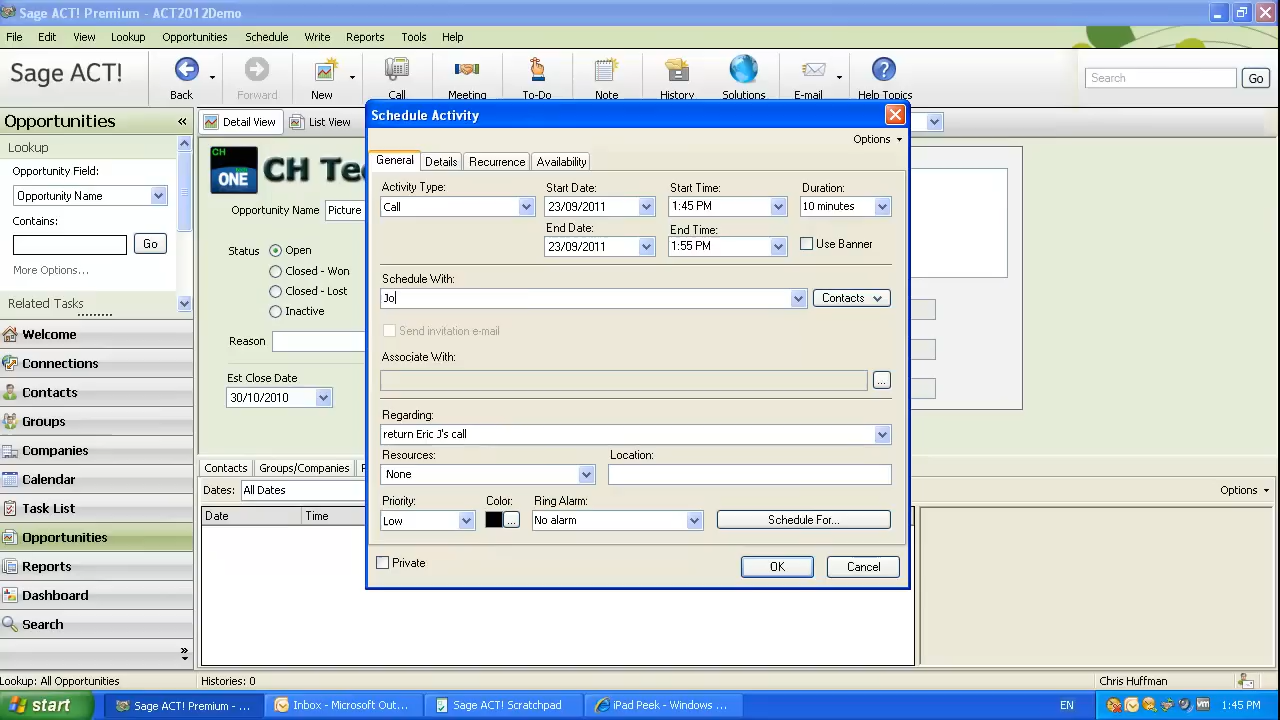 Sage ACT! Premium - ACT2012Demo
File Edit View Lookup Opportunities Schedule Write Reports Tools Help
Sage ACT!
Back Forward New Call Meeting To-Do Note History Solutions E-mail Help Topics
Search Go
Opportunities
Lookup
Opportunity Field:
Opportunity Name
Contains:
Go
More Options...
Related Tasks
Welcome
Connections
Contacts
Groups
Companies
Calendar
Task List
Opportunities
Reports
Dashboard
Search
Detail View List View
CH
ONE
CH Te
Opportunity Name Picture
Status Open
Closed - Won
Closed - Lost
Inactive
Reason
Est Close Date
30/10/2010
Contacts Groups/Companies
Dates: All Dates
Options
Date Time
Schedule Activity
Options
General Details Recurrence Availability
Activity Type: Start Date: Start Time: Duration:
Call 23/09/2011 1:45 PM 10 minutes
End Date: End Time:
23/09/2011 1:55 PM Use Banner
Schedule With:
Jo
Contacts
Send invitation e-mail
Associate With:
...
Regarding:
return Eric J's call
Resources: Location:
None
Priority: Color: Ring Alarm:
Low ... No alarm Schedule For...
Private
OK Cancel
Lookup: All Opportunities Histories: 0 Chris Huffman
start Sage ACT! Premium - ... Inbox - Microsoft Out... Sage ACT! Scratchpad iPad Peek - Windows ... EN 1:45 PM